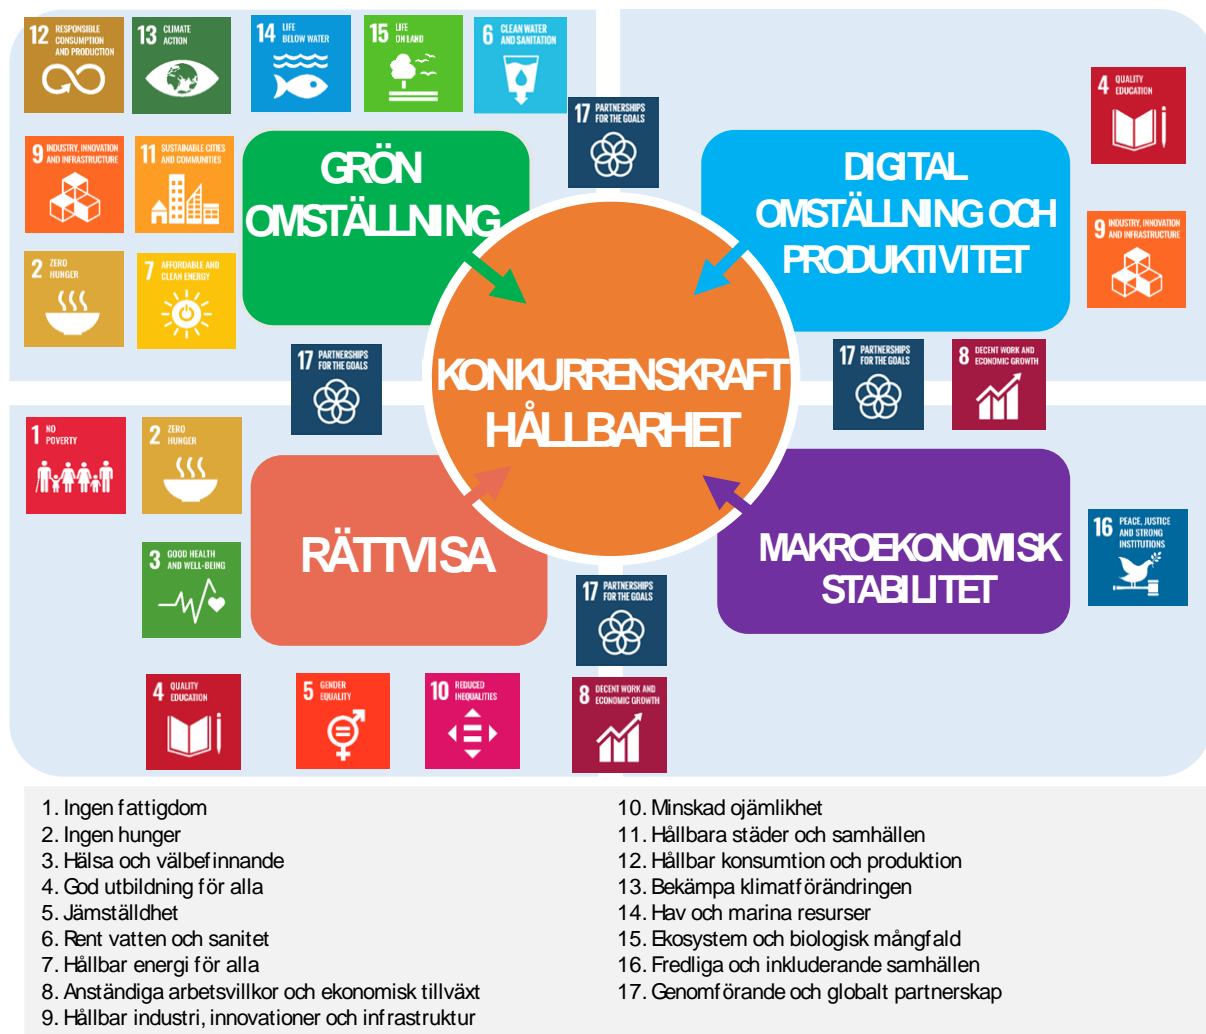 12 RESPONSIBLE
CONSUMPTION
AND PRODUCTION
13 CLIMATE
ACTION
14 LIFE
BELOW WATER
15 LIFE
ON LAND
6 CLEAN WATER
AND SANITATION
17 PARTNERSHIPS
FOR THE GOALS
4 QUALITY
EDUCATION
9 INDUSTRY, INNOVATION
AND INFRASTRUCTURE
11 SUSTAINABLE CITIES
AND COMMUNITIES
GRÖN
OMSTÄLLNING
DIGITAL
OMSTÄLLNING OCH
PRODUKTIVITET
9 INDUSTRY, INNOVATION
AND INFRASTRUCTURE
2 ZERO
HUNGER
7 AFFORDABLE AND
CLEAN ENERGY
17 PARTNERSHIPS
FOR THE GOALS
KONKURRENSKRAFT
HÅLLBARHET
17 PARTNERSHIPS
FOR THE GOALS
8 DECENT WORK AND
ECONOMIC GROWTH
1 NO
POVERTY
2 ZERO
HUNGER
3 GOOD HEALTH
AND WELL-BEING
RÄTTVISA
MAKROEKONOMISK
STABILITET
16 PEACE, JUSTICE
AND STRONG
INSTITUTIONS
17 PARTNERSHIPS
FOR THE GOALS
4 QUALITY
EDUCATION
5 GENDER
EQUALITY
10 REDUCED
INEQUALITIES
8 DECENT WORK AND
ECONOMIC GROWTH
1. Ingen fattigdom
2. Ingen hunger
3. Hälsa och välbefinnande
4. God utbildning för alla
5. Jämställdhet
6. Rent vatten och sanitet
7. Hållbar energi för alla
8. Anständiga arbetsvillkor och ekonomisk tillväxt
9. Hållbar industri, innovationer och infrastruktur
10. Minskad ojämlikhet
11. Hållbara städer och samhällen
12. Hållbar konsumtion och produktion
13. Bekämpa klimatförändringen
14. Hav och marina resurser
15. Ekosystem och biologisk mångfald
16. Fredliga och inkluderande samhällen
17. Genomförande och globalt partnerskap